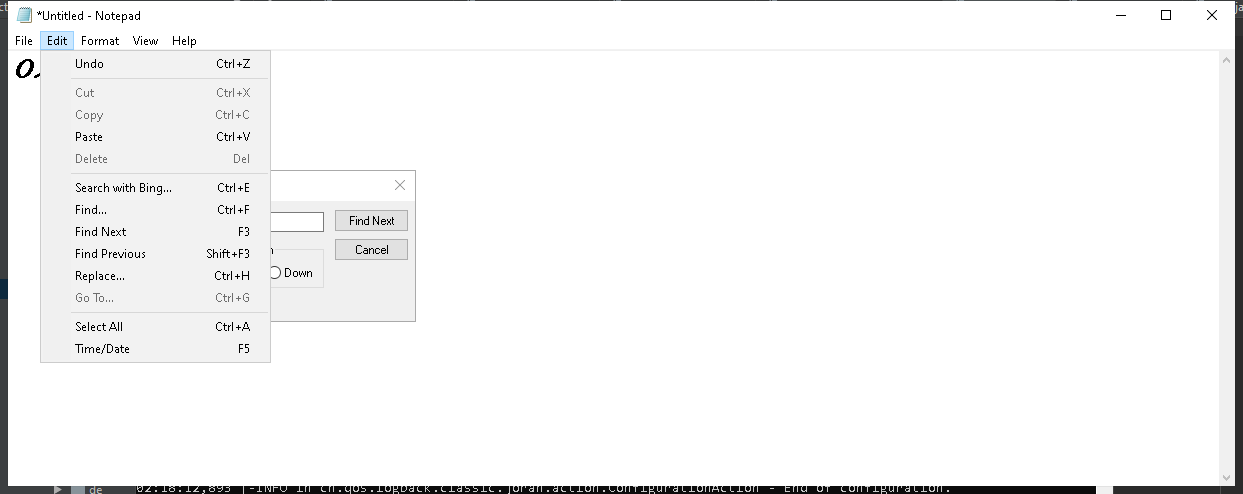 *Untitled - Notepad
File Edit Format View Help
Undo Ctrl+Z
Cut Ctrl+X
Copy Ctrl+C
Paste Ctrl+V
Delete Del
Search with Bing... Ctrl+E
Find... Ctrl+F
Find Next F3
Find Previous Shift+F3
Replace... Ctrl+H
Go To... Ctrl+G
Select All Ctrl+A
Time/Date F5
Find Next
Cancel
Down
de
02:18:12,893 |-INFO in ch.qos.logback.classic.joran.action.ConfigurationAction - End of configuration.